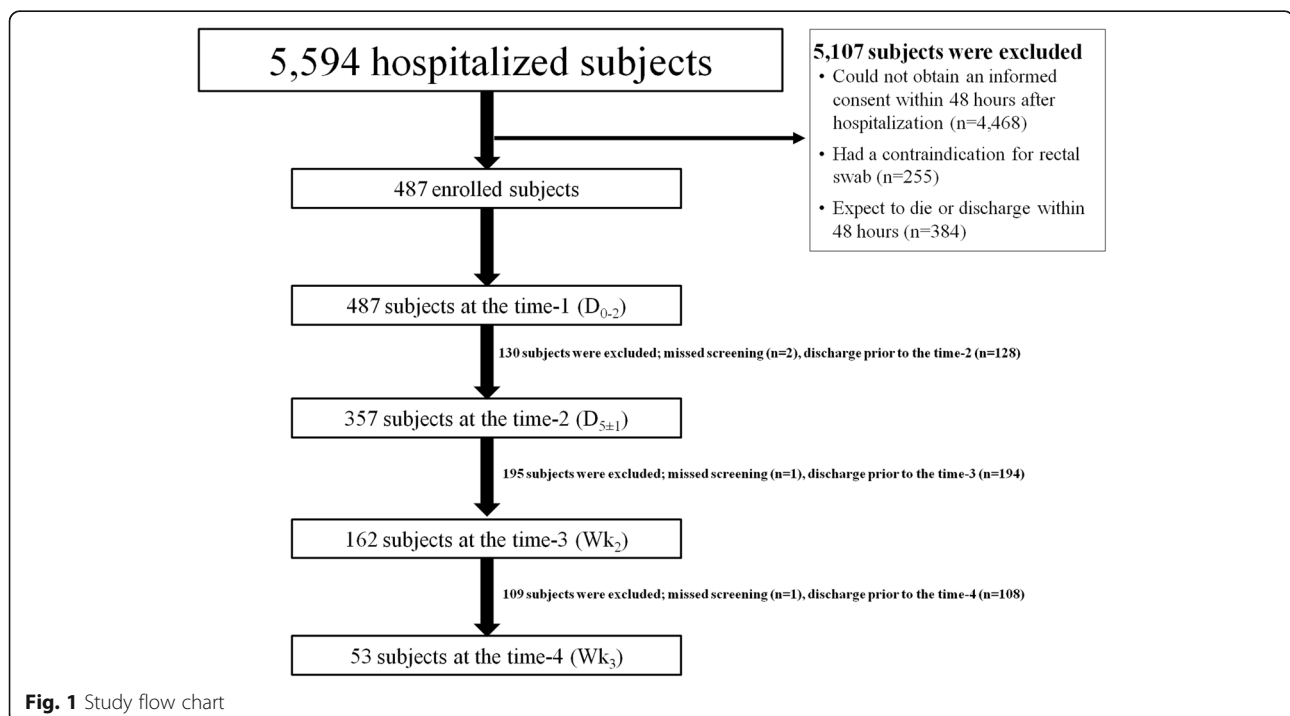 5,594 hospitalized subjects
5,107 subjects were excluded
• Could not obtain an informed
consent within 48 hours after
hospitalization (n=4,468)
• Had a contraindication for rectal
swab (n=255)
• Expect to die or discharge within
48 hours (n=384)
487 enrolled subjects
487 subjects at the time-1 (D0-2)
130 subjects were excluded; missed screening (n=2), discharge prior to the time-2 (n=128)
357 subjects at the time-2 (D5±1)
195 subjects were excluded; missed screening (n=1), discharge prior to the time-3 (n=194)
162 subjects at the time-3 (Wk2)
109 subjects were excluded; missed screening (n=1), discharge prior to the time-4 (n=108)
53 subjects at the time-4 (Wk3)
Fig. 1 Study flow chart